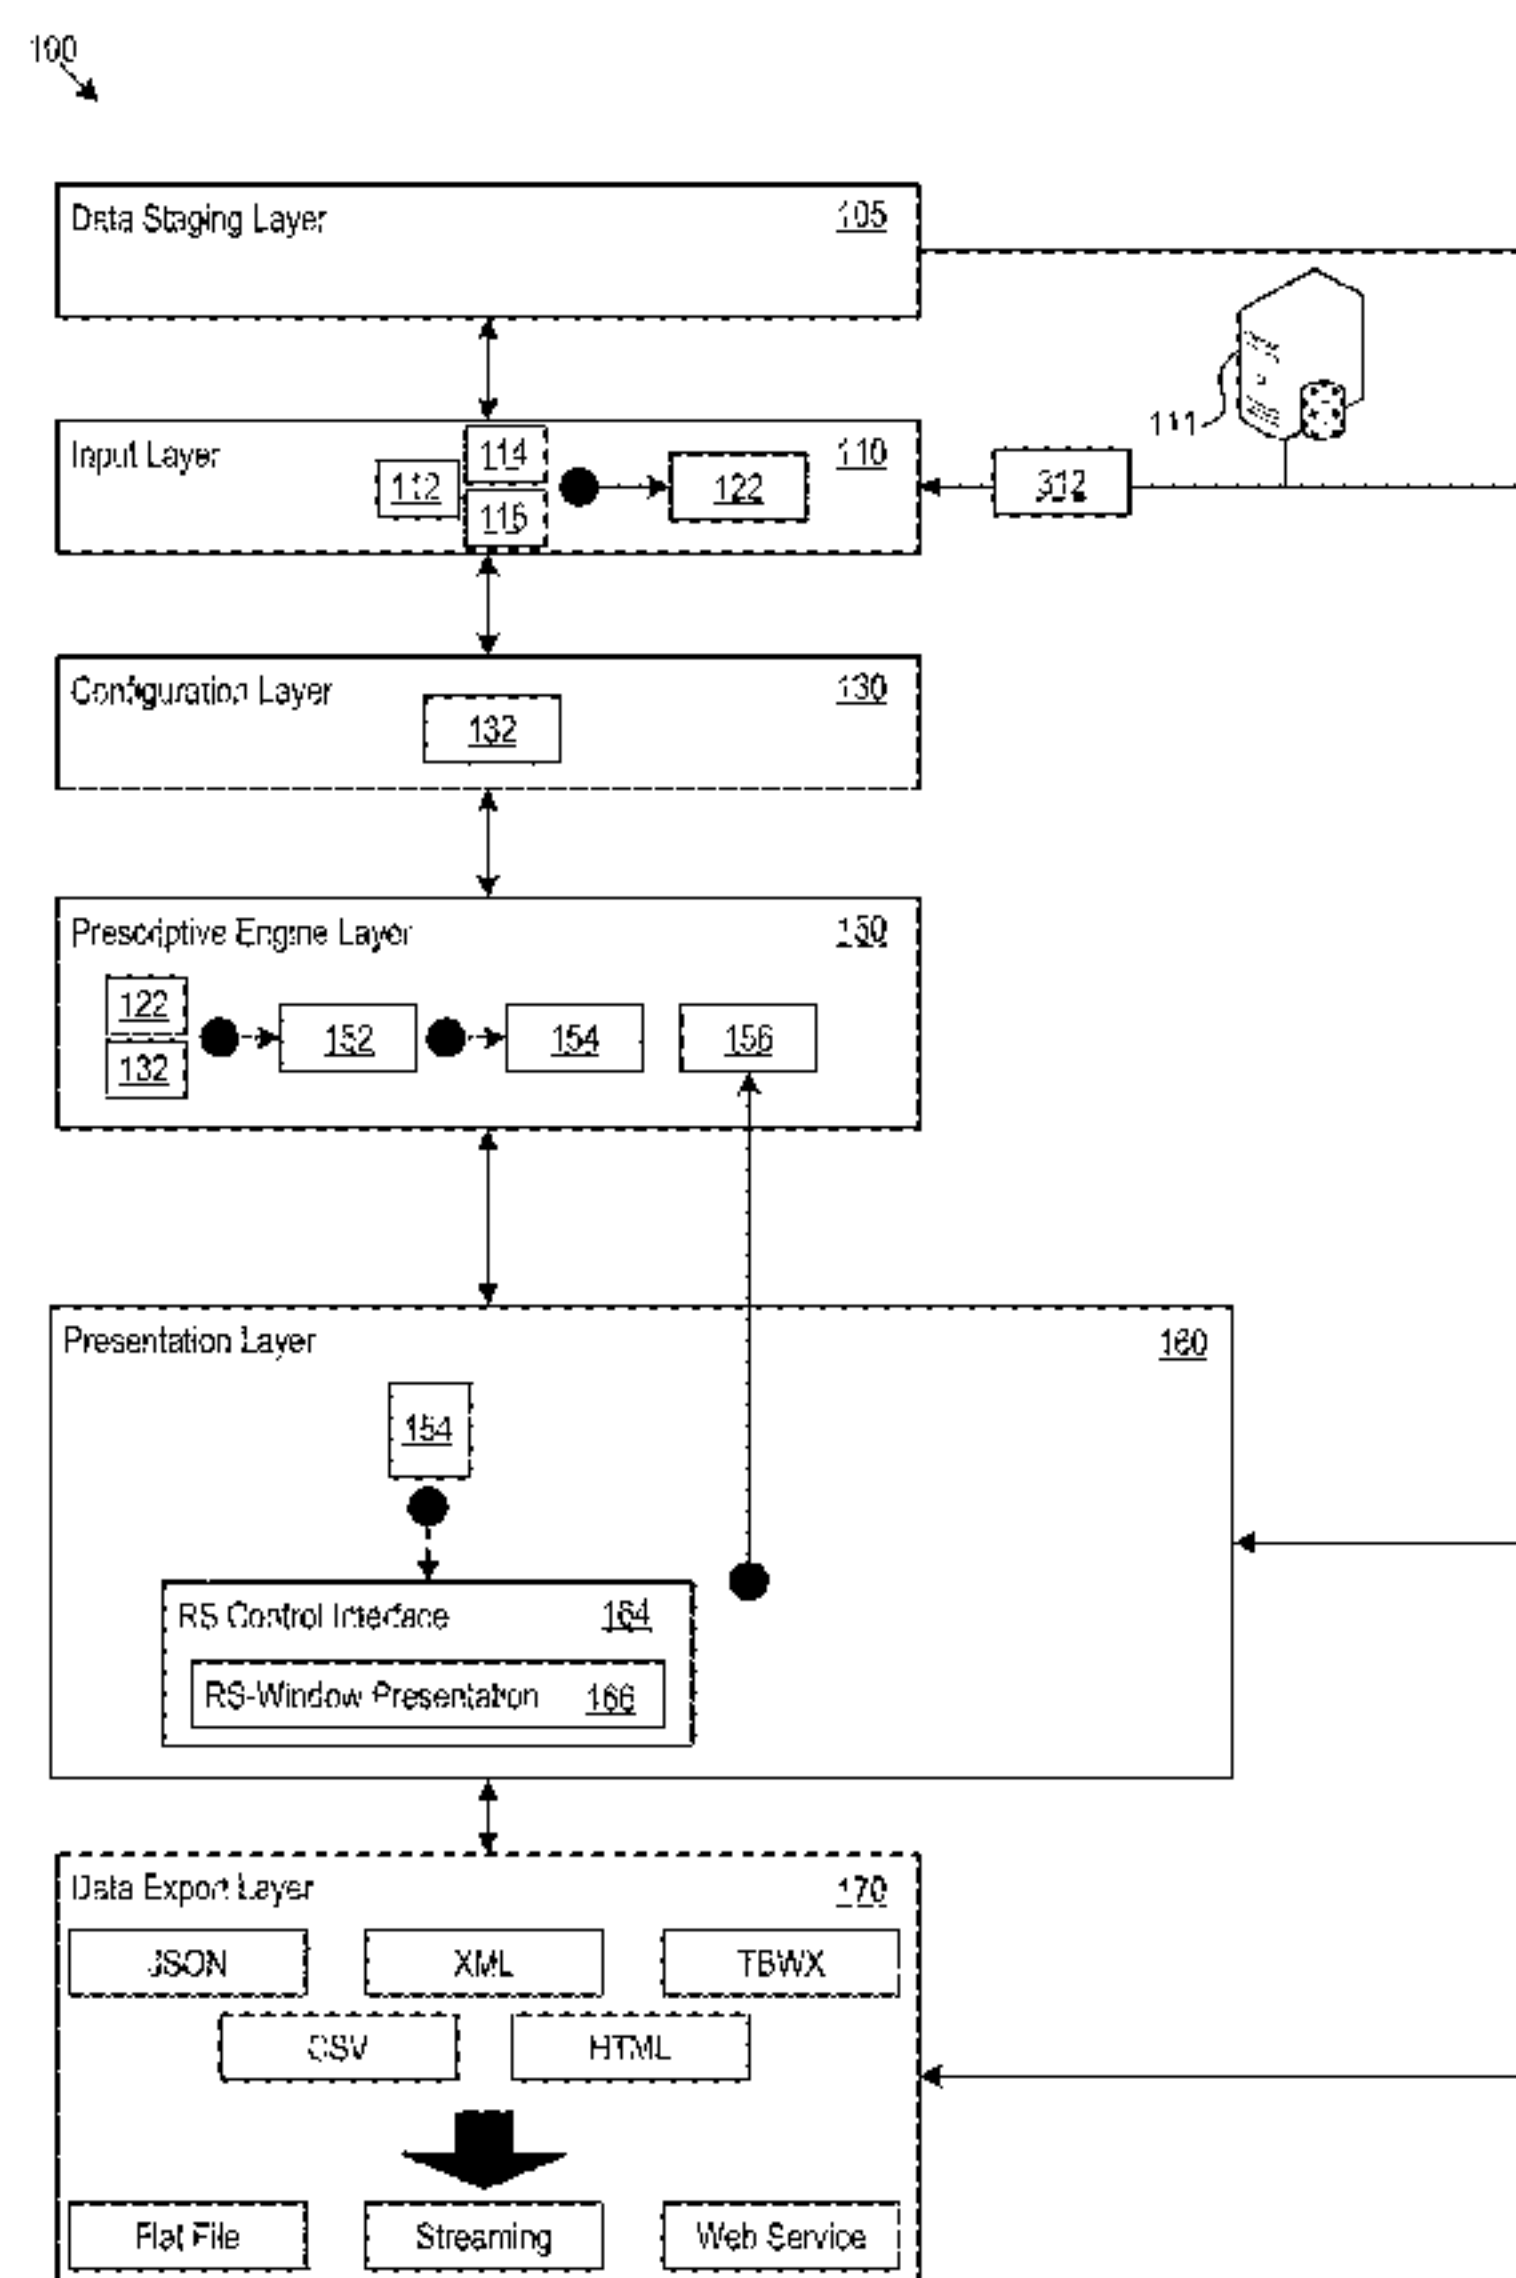 100
Data Staging Layer 105
Input Layer 112 114 116 122 110
312
111
Configuration Layer 132 130
Prescriptive Engine Layer 150
122 132 152 154 156
Presentation Layer 160
154
RS Control Interface 164
RS-Window Presentation 166
Data Export Layer 170
JSON XML TBWX
CSV HTML
Flat File Streaming Web Service